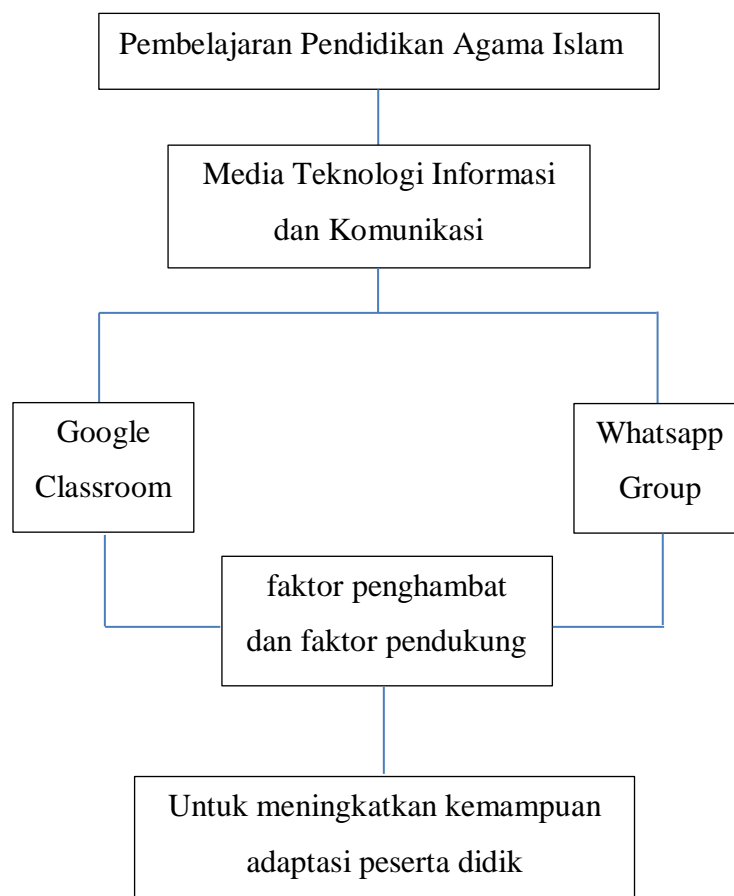 Pembelajaran Pendidikan Agama Islam
Media Teknologi Informasi
dan Komunikasi
Google
Classroom
Whatsapp
Group
faktor penghambat
dan faktor pendukung
Untuk meningkatkan kemampuan
adaptasi peserta didik